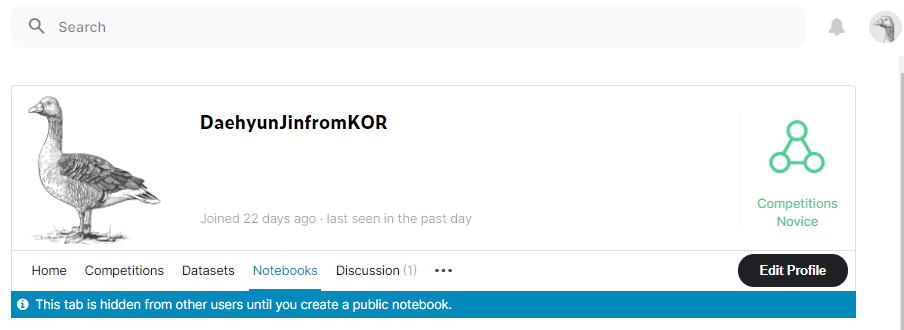 Search
DaehyunJinfromKOR
Joined 22 days ago · last seen in the past day
Competitions
Novice
Home Competitions Datasets Notebooks Discussion (1) ••• Edit Profile
This tab is hidden from other users until you create a public notebook.